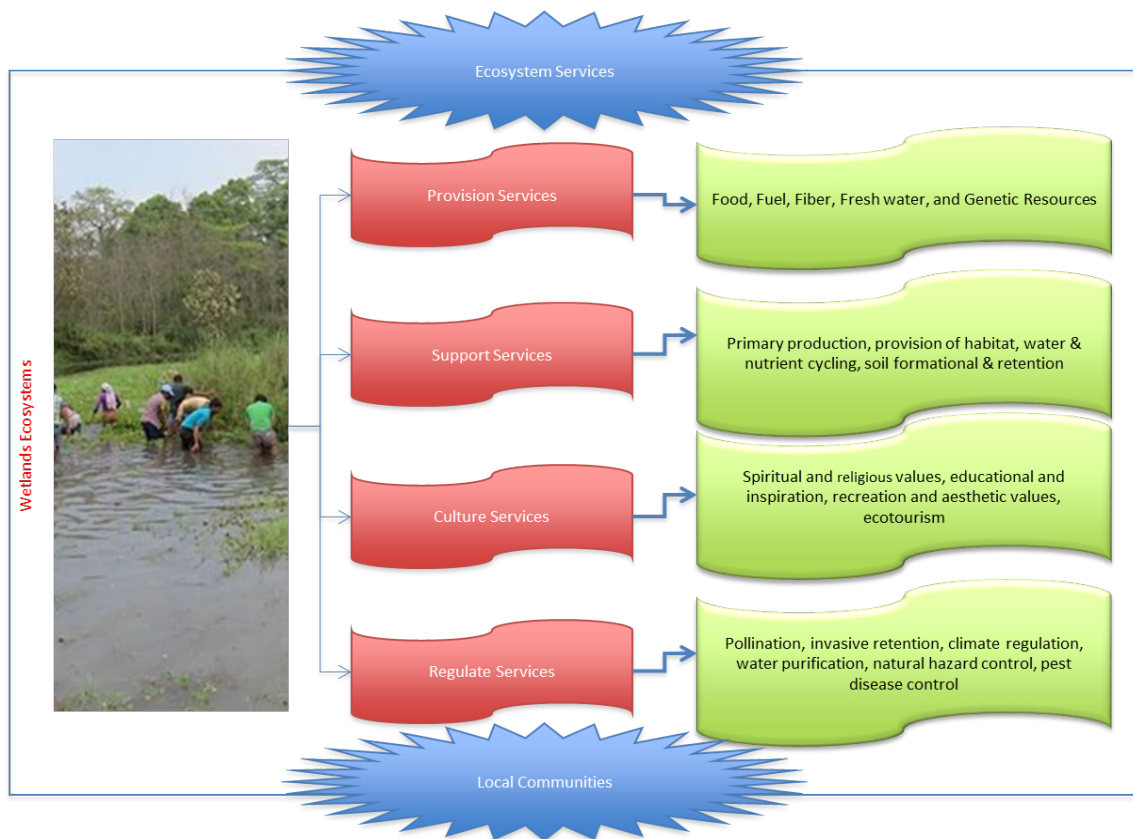 Ecosystem Services
Wetlands Ecosystems
Provision Services
Food, Fuel, Fiber, Fresh water, and Genetic Resources
Support Services
Primary production, provision of habitat, water &
nutrient cycling, soil formational & retention
Culture Services
Spiritual and religious values, educational and
inspiration, recreation and aesthetic values,
ecotourism
Regulate Services
Pollination, invasive retention, climate regulation,
water purification, natural hazard control, pest
disease control
Local Communities